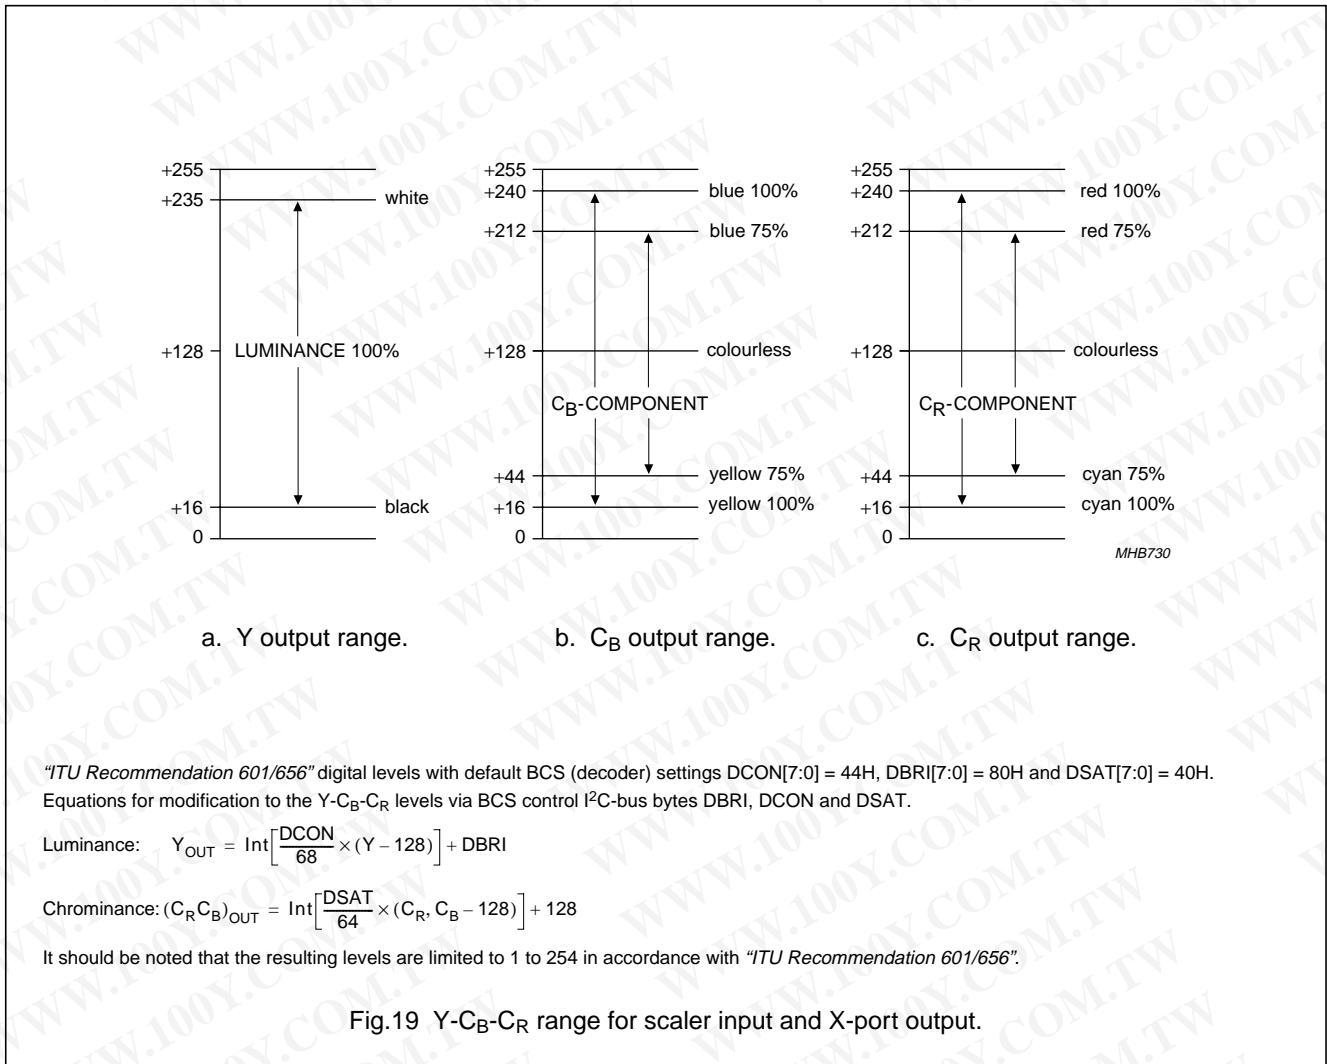 +255
+235
white
+128
LUMINANCE 100%
+16
black
0
+255
+240
blue 100%
+212
blue 75%
+128
colourless
CB-COMPONENT
+44
yellow 75%
+16
yellow 100%
0
+255
+240
red 100%
+212
red 75%
+128
colourless
CR-COMPONENT
+44
cyan 75%
+16
cyan 100%
0
MHB730
a. Y output range.
b. CB output range.
c. CR output range.
"ITU Recommendation 601/656" digital levels with default BCS (decoder) settings DCON[7:0] = 44H, DBRI[7:0] = 80H and DSAT[7:0] = 40H.
Equations for modification to the Y-CB-CR levels via BCS control I²C-bus bytes DBRI, DCON and DSAT.
Luminance: YOUT = Int[DCON/68 × (Y – 128)] + DBRI
Chrominance: (CRCB)OUT = Int[DSAT/64 × (CR, CB – 128)] + 128
It should be noted that the resulting levels are limited to 1 to 254 in accordance with "ITU Recommendation 601/656".
Fig.19 Y-CB-CR range for scaler input and X-port output.
WWW.100Y.COM.TW